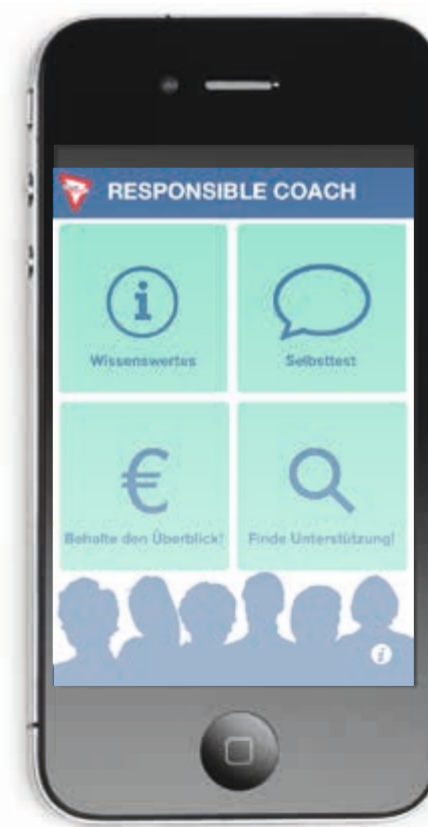 RESPONSIBLE COACH
Wissenswertes
Selbsttest
€
Behalte den Überblick!
Finde Unterstützung!